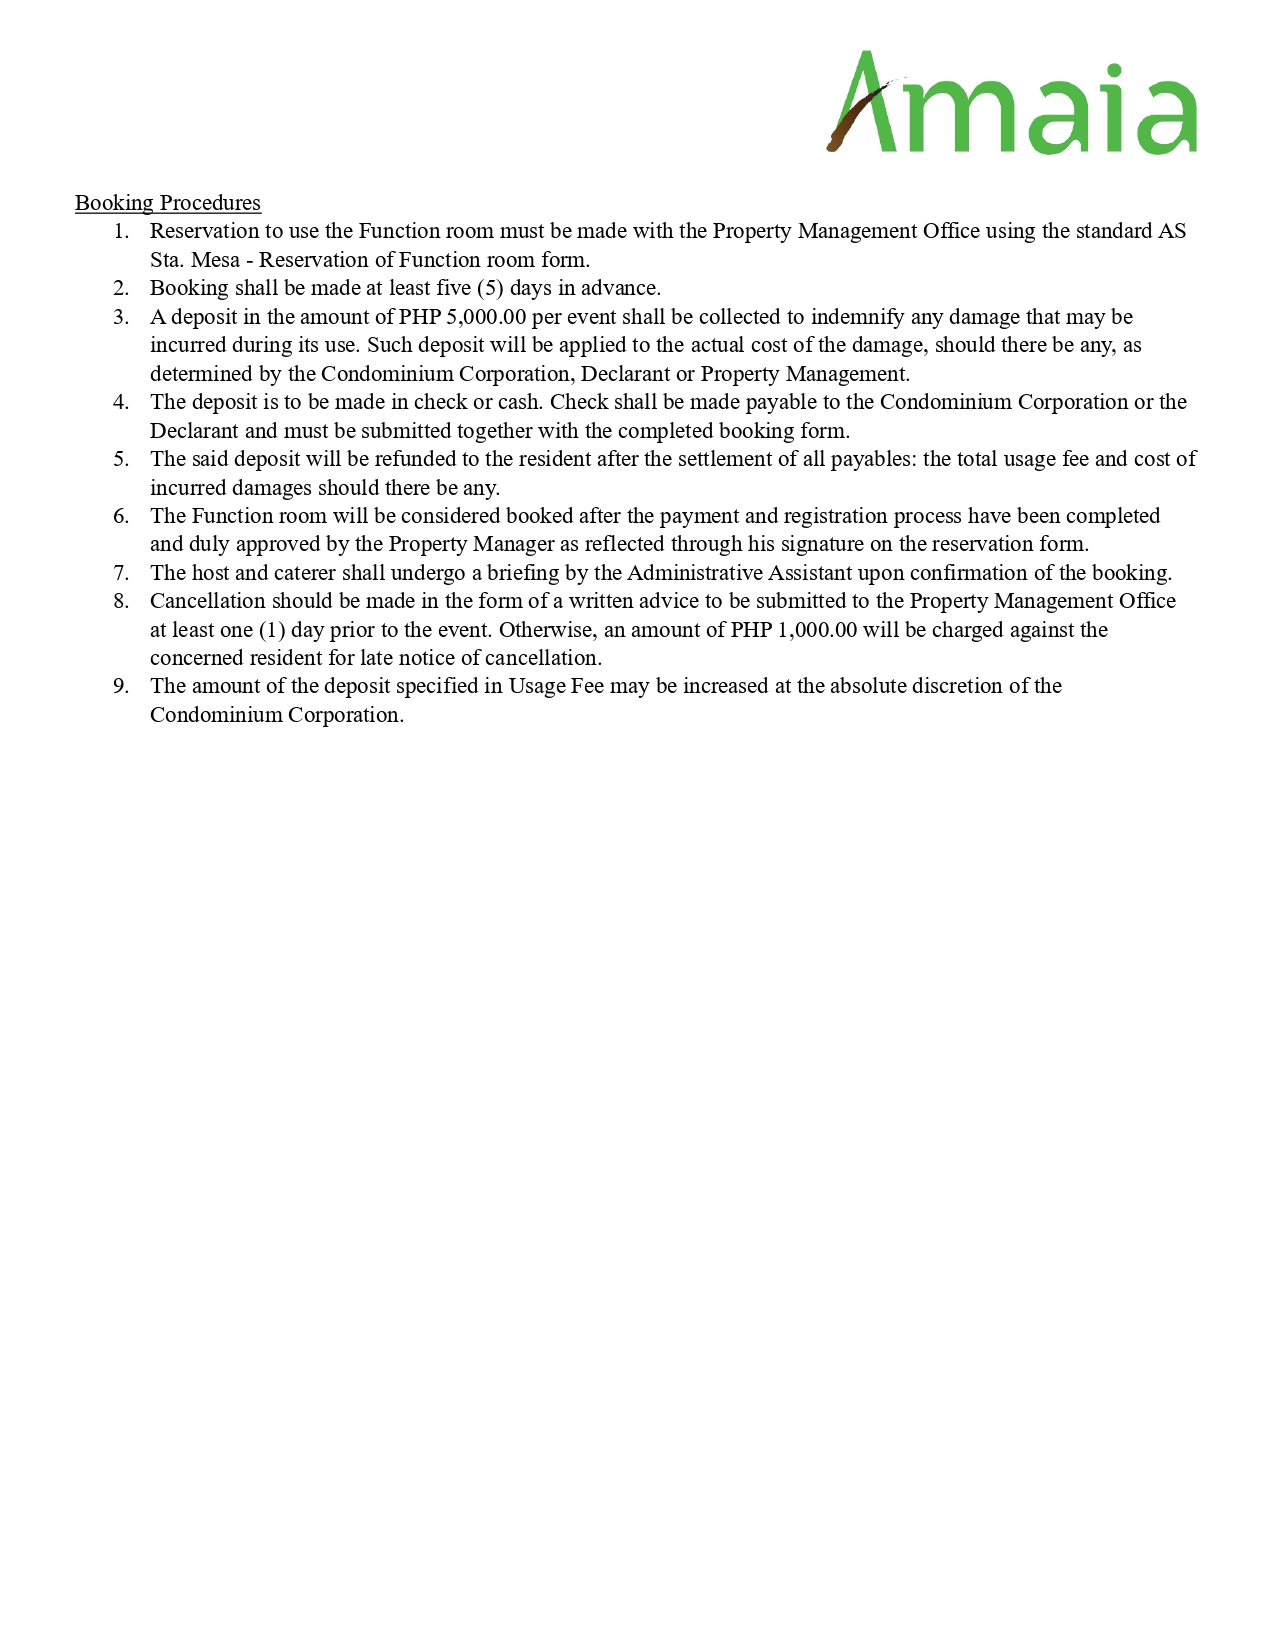 Amaia
Booking Procedures
1. Reservation to use the Function room must be made with the Property Management Office using the standard AS
Sta. Mesa - Reservation of Function room form.
2. Booking shall be made at least five (5) days in advance.
3. A deposit in the amount of PHP 5,000.00 per event shall be collected to indemnify any damage that may be
incurred during its use. Such deposit will be applied to the actual cost of the damage, should there be any, as
determined by the Condominium Corporation, Declarant or Property Management.
4. The deposit is to be made in check or cash. Check shall be made payable to the Condominium Corporation or the
Declarant and must be submitted together with the completed booking form.
5. The said deposit will be refunded to the resident after the settlement of all payables: the total usage fee and cost of
incurred damages should there be any.
6. The Function room will be considered booked after the payment and registration process have been completed
and duly approved by the Property Manager as reflected through his signature on the reservation form.
7. The host and caterer shall undergo a briefing by the Administrative Assistant upon confirmation of the booking.
8. Cancellation should be made in the form of a written advice to be submitted to the Property Management Office
at least one (1) day prior to the event. Otherwise, an amount of PHP 1,000.00 will be charged against the
concerned resident for late notice of cancellation.
9. The amount of the deposit specified in Usage Fee may be increased at the absolute discretion of the
Condominium Corporation.